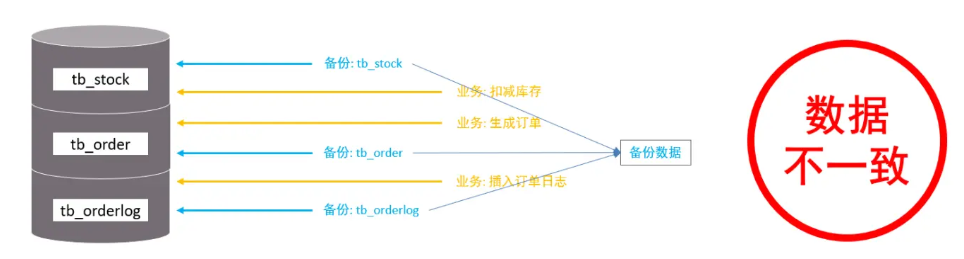 备份: tb_stock
tb_stock
业务: 扣减库存
业务: 生成订单
tb_order
备份: tb_order
备份数据
业务: 插入订单日志
tb_orderlog
备份: tb_orderlog
数据
不一致